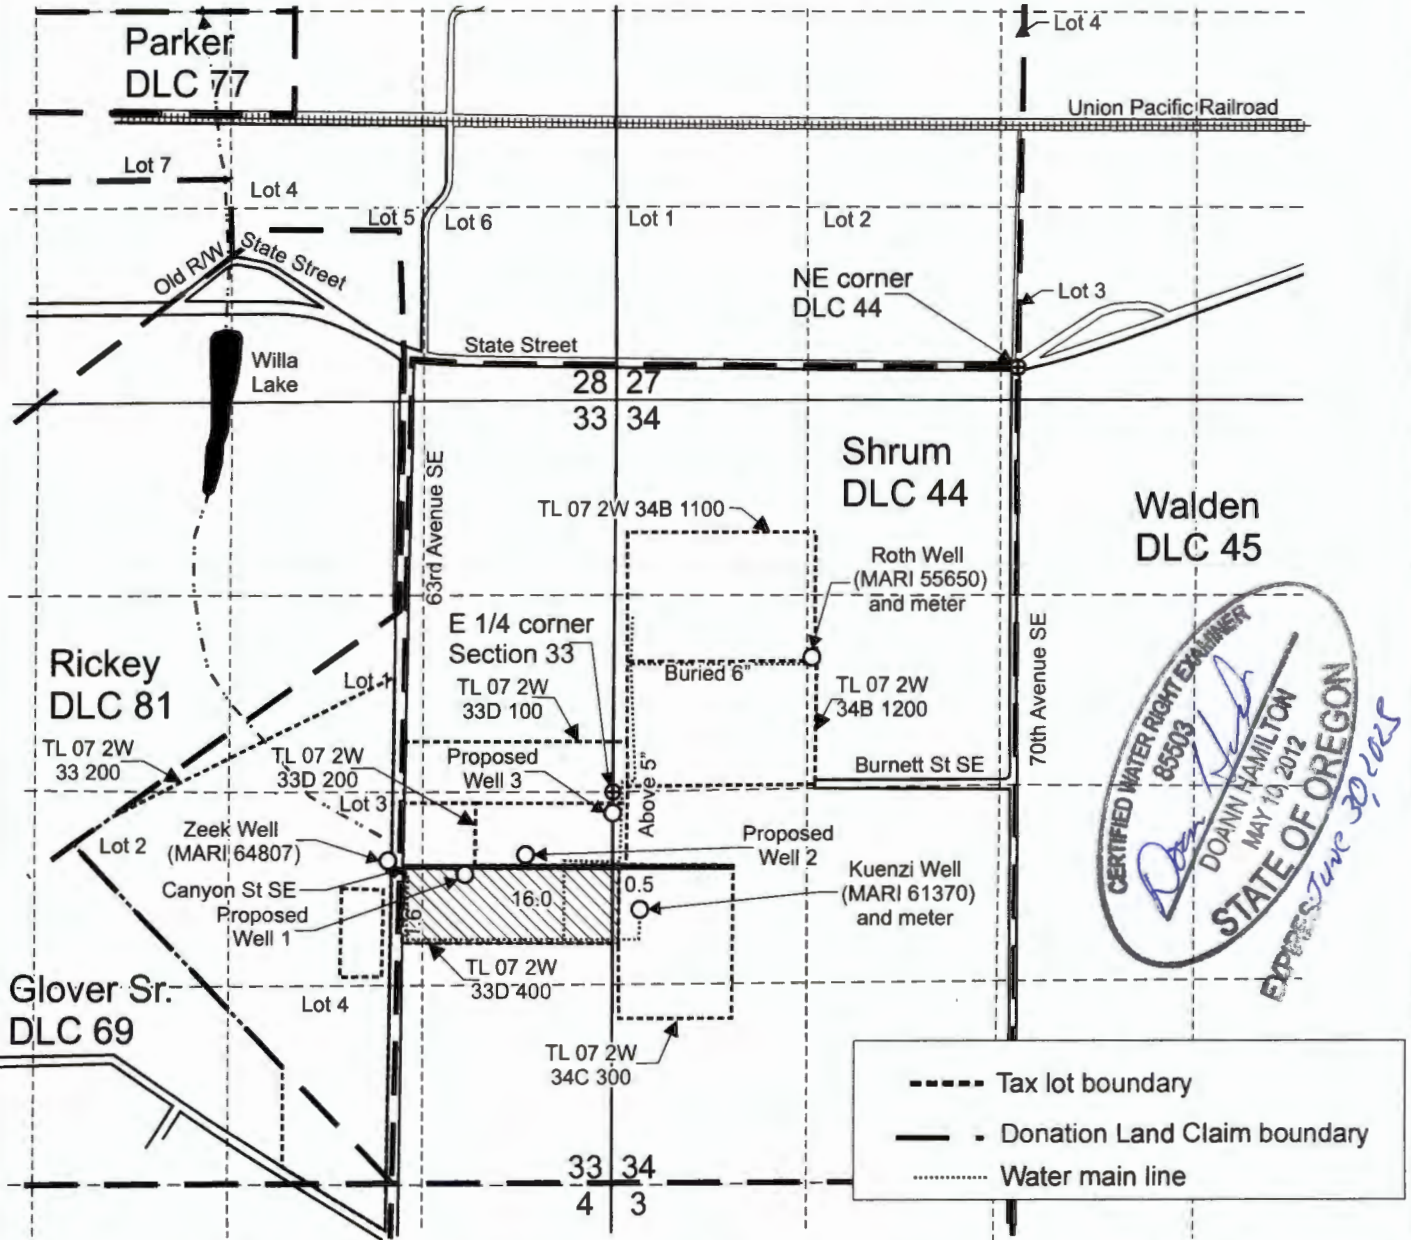 Parker
DLC 77
Lot 4
Union Pacific Railroad
Lot 7
Lot 4
Lot 5
Lot 6
Lot 1
Lot 2
Old R/W
State Street
NE corner
DLC 44
Lot 3
State Street
Willa
Lake
28 27
33 34
63rd Avenue SE
Shrum
DLC 44
TL 07 2W 34B 1100
Walden
DLC 45
Roth Well
(MARI 55650)
and meter
E 1/4 corner
Section 33
70th Avenue SE
Rickey
DLC 81
Lot 1
Buried 6"
TL 07 2W
33D 100
TL 07 2W
34B 1200
TL 07 2W
33 200
TL 07 2W
33D 200
Proposed
Well 3
Above 5"
Burnett St SE
Lot 3
Lot 2
Zeek Well
(MARI 64807)
Proposed
Well 2
Canyon St SE
Proposed
Well 1
1.6
16.0
0.5
Kuenzi Well
(MARI 61370)
and meter
TL 07 2W
33D 400
Lot 4
Glover Sr.
DLC 69
TL 07 2W
34C 300
33 34
4 3
CERTIFIED WATER RIGHT EXAMINER
85503
DOANN HAMILTON
MAY 10, 2012
STATE OF OREGON
EXPIRES: June 30, 2025
Tax lot boundary
Donation Land Claim boundary
Water main line